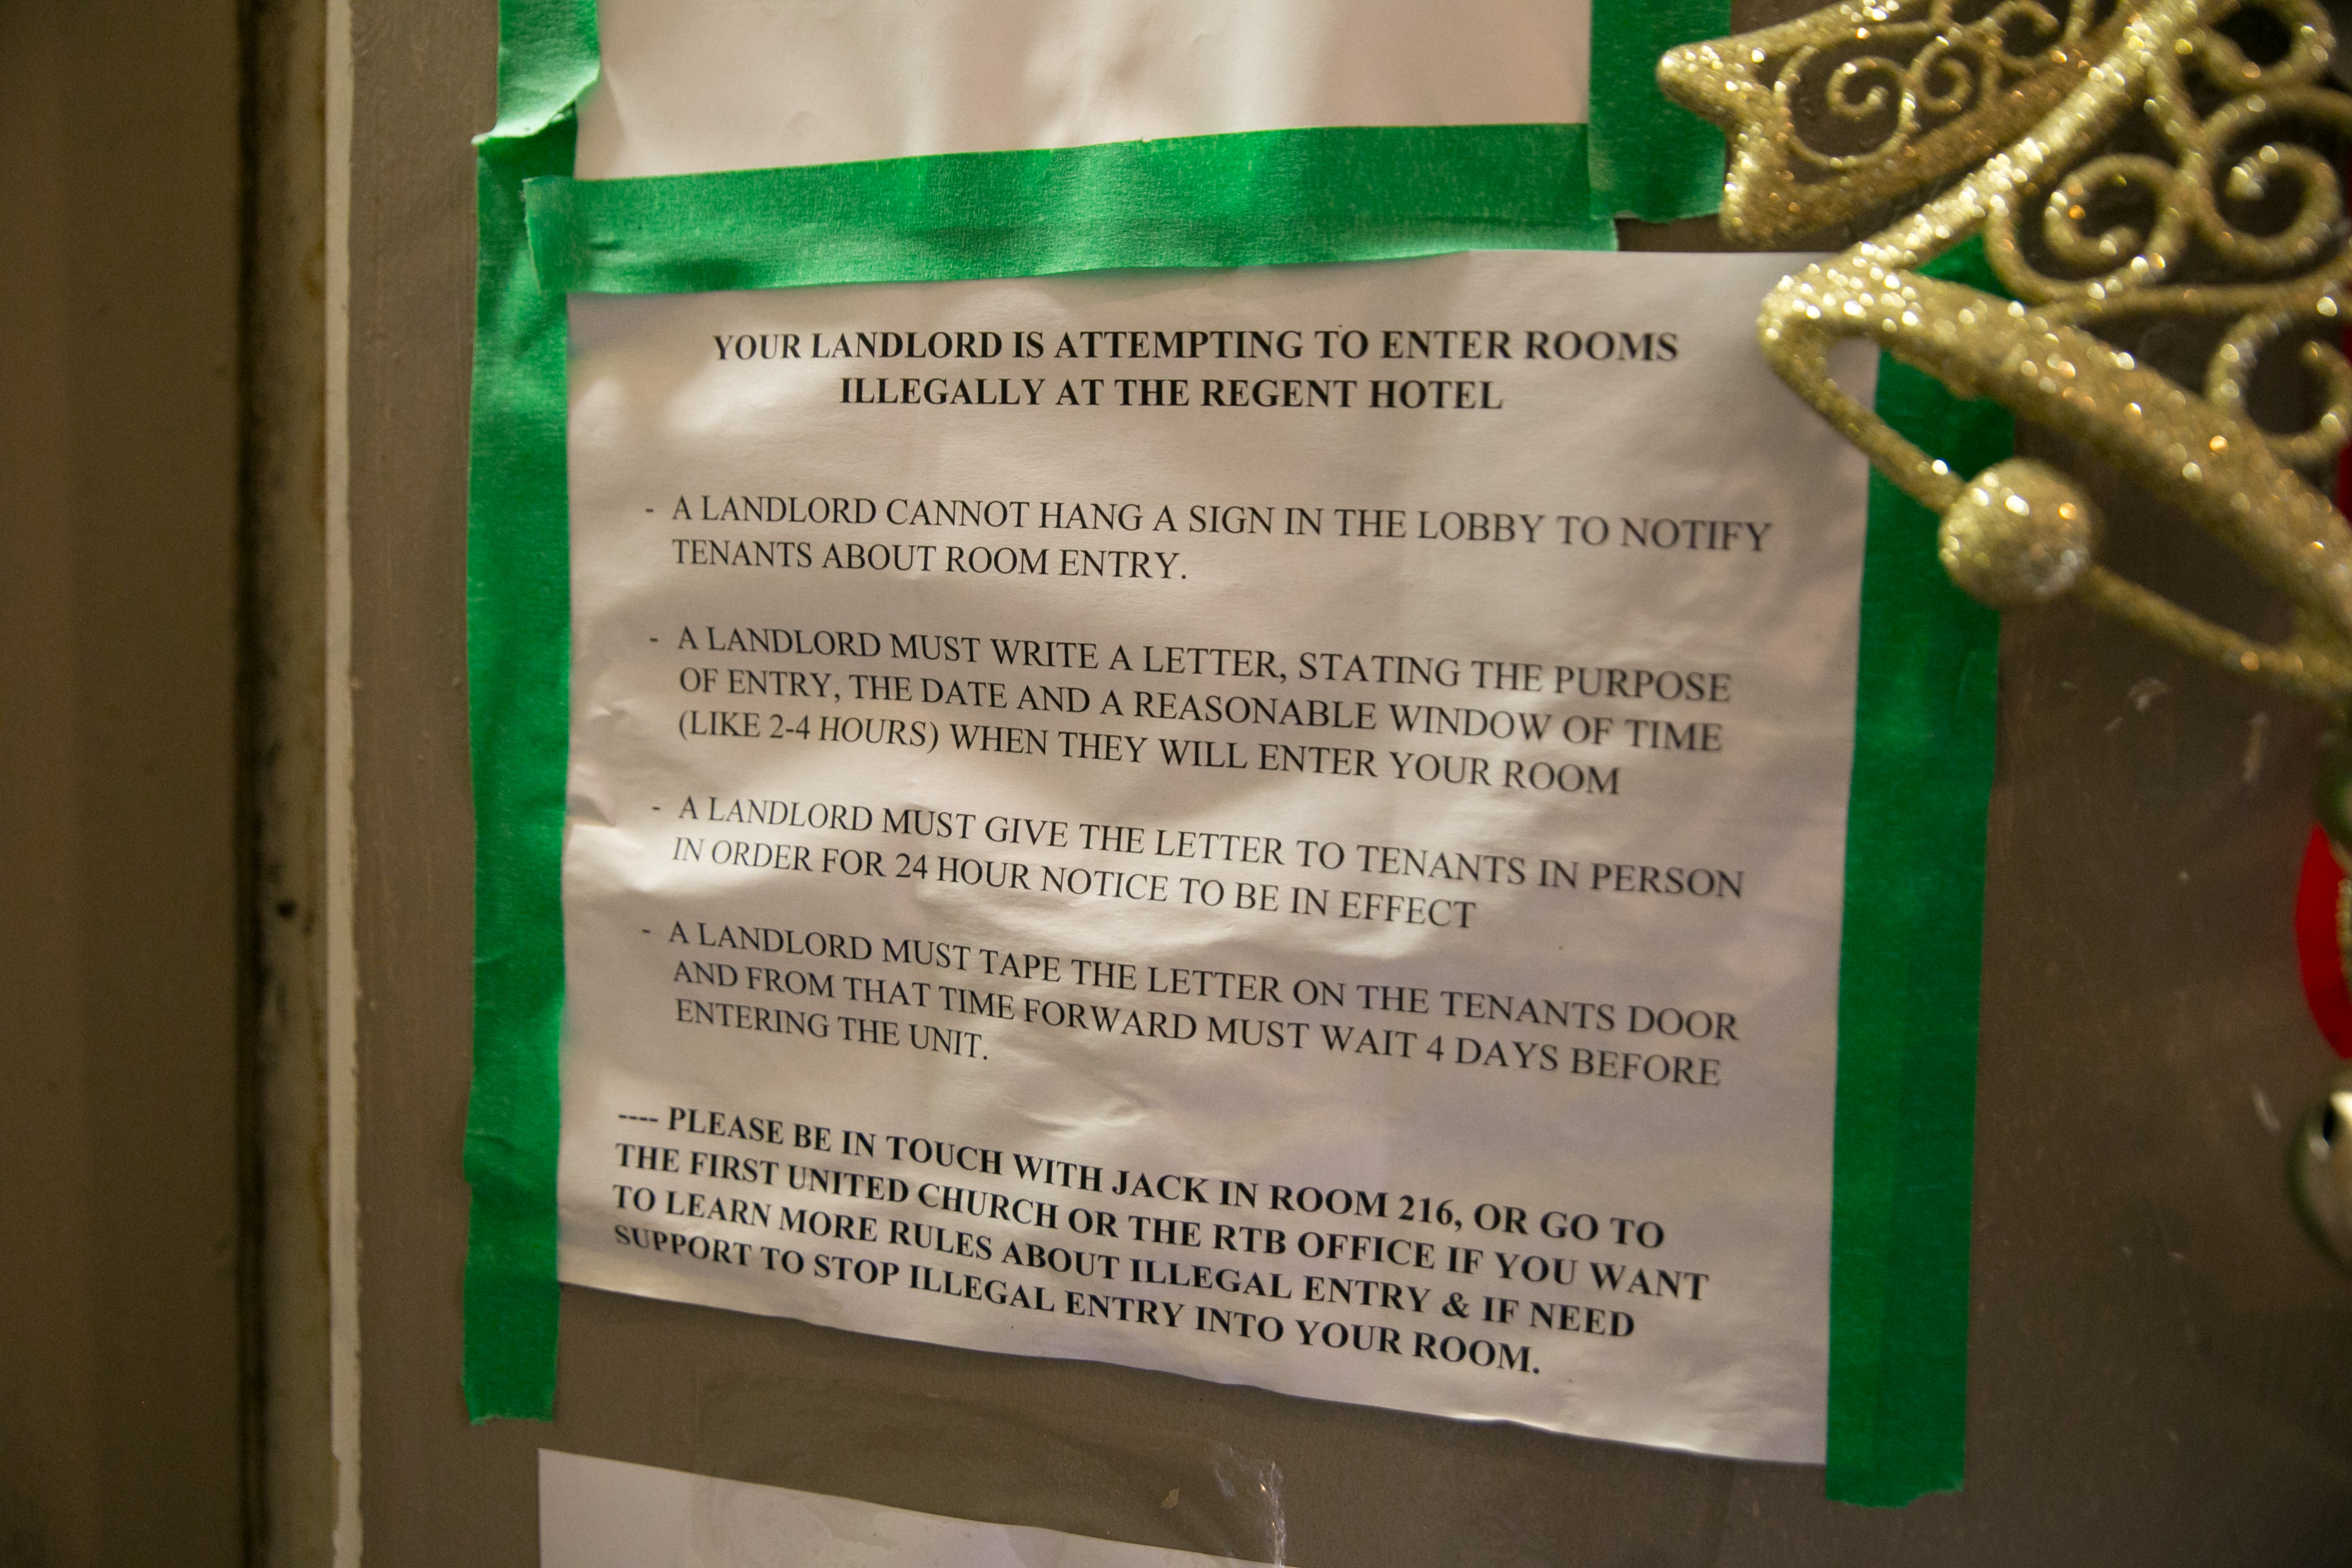 YOUR LANDLORD IS ATTEMPTING TO ENTER ROOMS
ILLEGALLY AT THE REGENT HOTEL
- A LANDLORD CANNOT HANG A SIGN IN THE LOBBY TO NOTIFY
TENANTS ABOUT ROOM ENTRY.
- A LANDLORD MUST WRITE A LETTER, STATING THE PURPOSE
OF ENTRY, THE DATE AND A REASONABLE WINDOW OF TIME
(LIKE 2-4 HOURS) WHEN THEY WILL ENTER YOUR ROOM
- A LANDLORD MUST GIVE THE LETTER TO TENANTS IN PERSON
IN ORDER FOR 24 HOUR NOTICE TO BE IN EFFECT
- A LANDLORD MUST TAPE THE LETTER ON THE TENANTS DOOR
AND FROM THAT TIME FORWARD MUST WAIT 4 DAYS BEFORE
ENTERING THE UNIT.
---- PLEASE BE IN TOUCH WITH JACK IN ROOM 216, OR GO TO
THE FIRST UNITED CHURCH OR THE RTB OFFICE IF YOU WANT
TO LEARN MORE RULES ABOUT ILLEGAL ENTRY & IF NEED
SUPPORT TO STOP ILLEGAL ENTRY INTO YOUR ROOM.